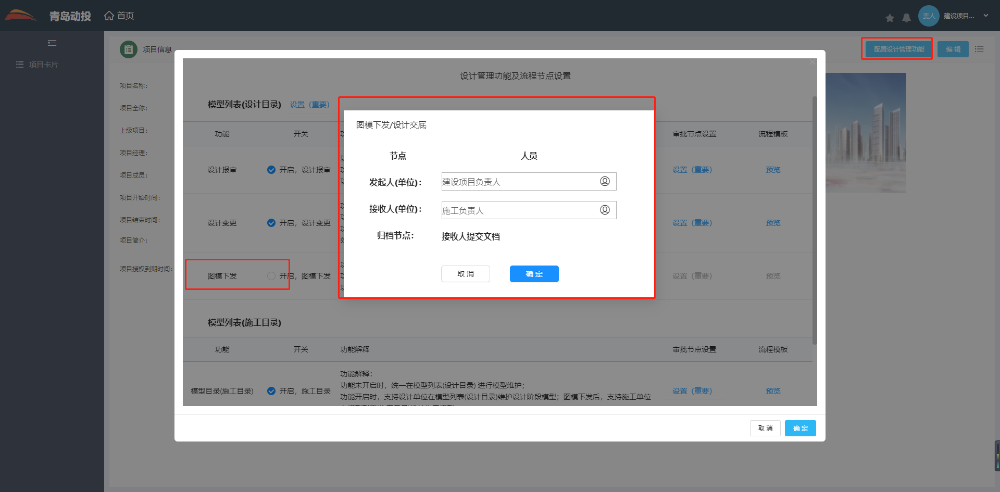 青岛动投
首页
责人
建设项目...
项目卡片
项目信息
配置设计管理功能
编 辑
项目名称:
项目全称:
上级项目:
项目经理:
项目成员:
项目开始时间:
项目结束时间:
项目简介:
项目授权到期时间:
设计管理功能及流程节点设置
模型列表(设计目录) 设置（重要）
功能 开关 审批节点设置 流程模板
设计报审 开启，设计报审 设置（重要） 预览
设计变更 开启，设计变更 设置（重要） 预览
图模下发 开启，图模下发 设置（重要） 预览
图模下发/设计交底
节点 人员
发起人(单位): 建设项目负责人
接收人(单位): 施工负责人
归档节点: 接收人提交文档
取 消 确 定
模型列表(施工目录)
功能 开关 功能解释 审批节点设置 流程模板
模型目录(施工目录) 开启，施工目录 设置（重要） 预览
功能解释:
功能未开启时，统一在模型列表(设计目录) 进行模型维护;
功能开启时，支持设计单位在模型列表(设计目录)维护设计阶段模型；图模下发后，支持施工单位
取 消 确 定